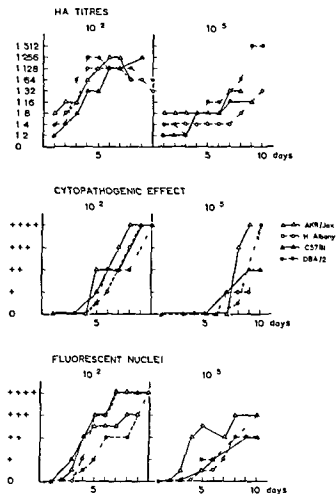 HA TITRES
10² 10⁵
1 512
1 256
1 128
1 64
1 32
1 16
1 8
1 4
1 2
0
5 5 10 days
CYTOPATHOGENIC EFFECT
10² 10⁵
++++
+++
++
+
0
5 5 10 days
AKR/Jax
H Albany
C57Bl
DBA/2
FLUORESCENT NUCLEI
10² 10⁵
++++
+++
++
+
0
5 5 10 days